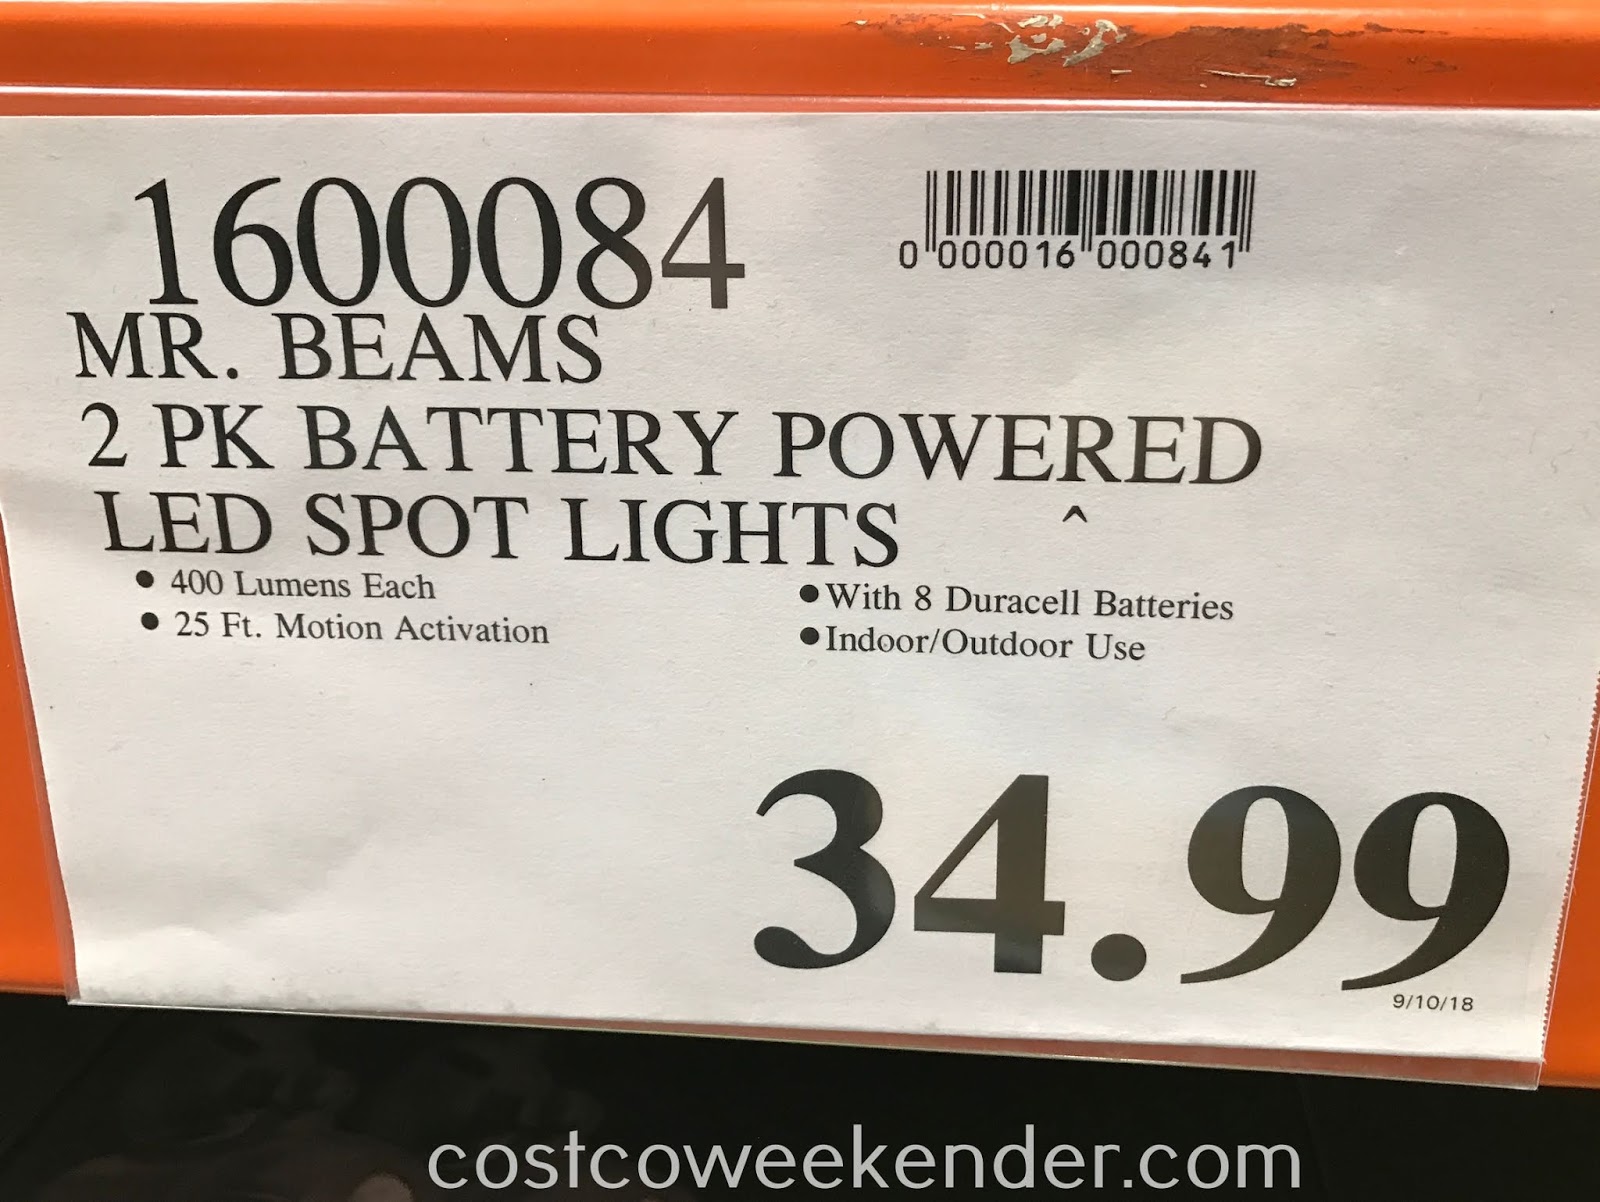 1600084
0 000016 000841
MR. BEAMS
2 PK BATTERY POWERED
LED SPOT LIGHTS ^
• 400 Lumens Each
• 25 Ft. Motion Activation
• With 8 Duracell Batteries
• Indoor/Outdoor Use
34.99
9/10/18
costcoweekender.com